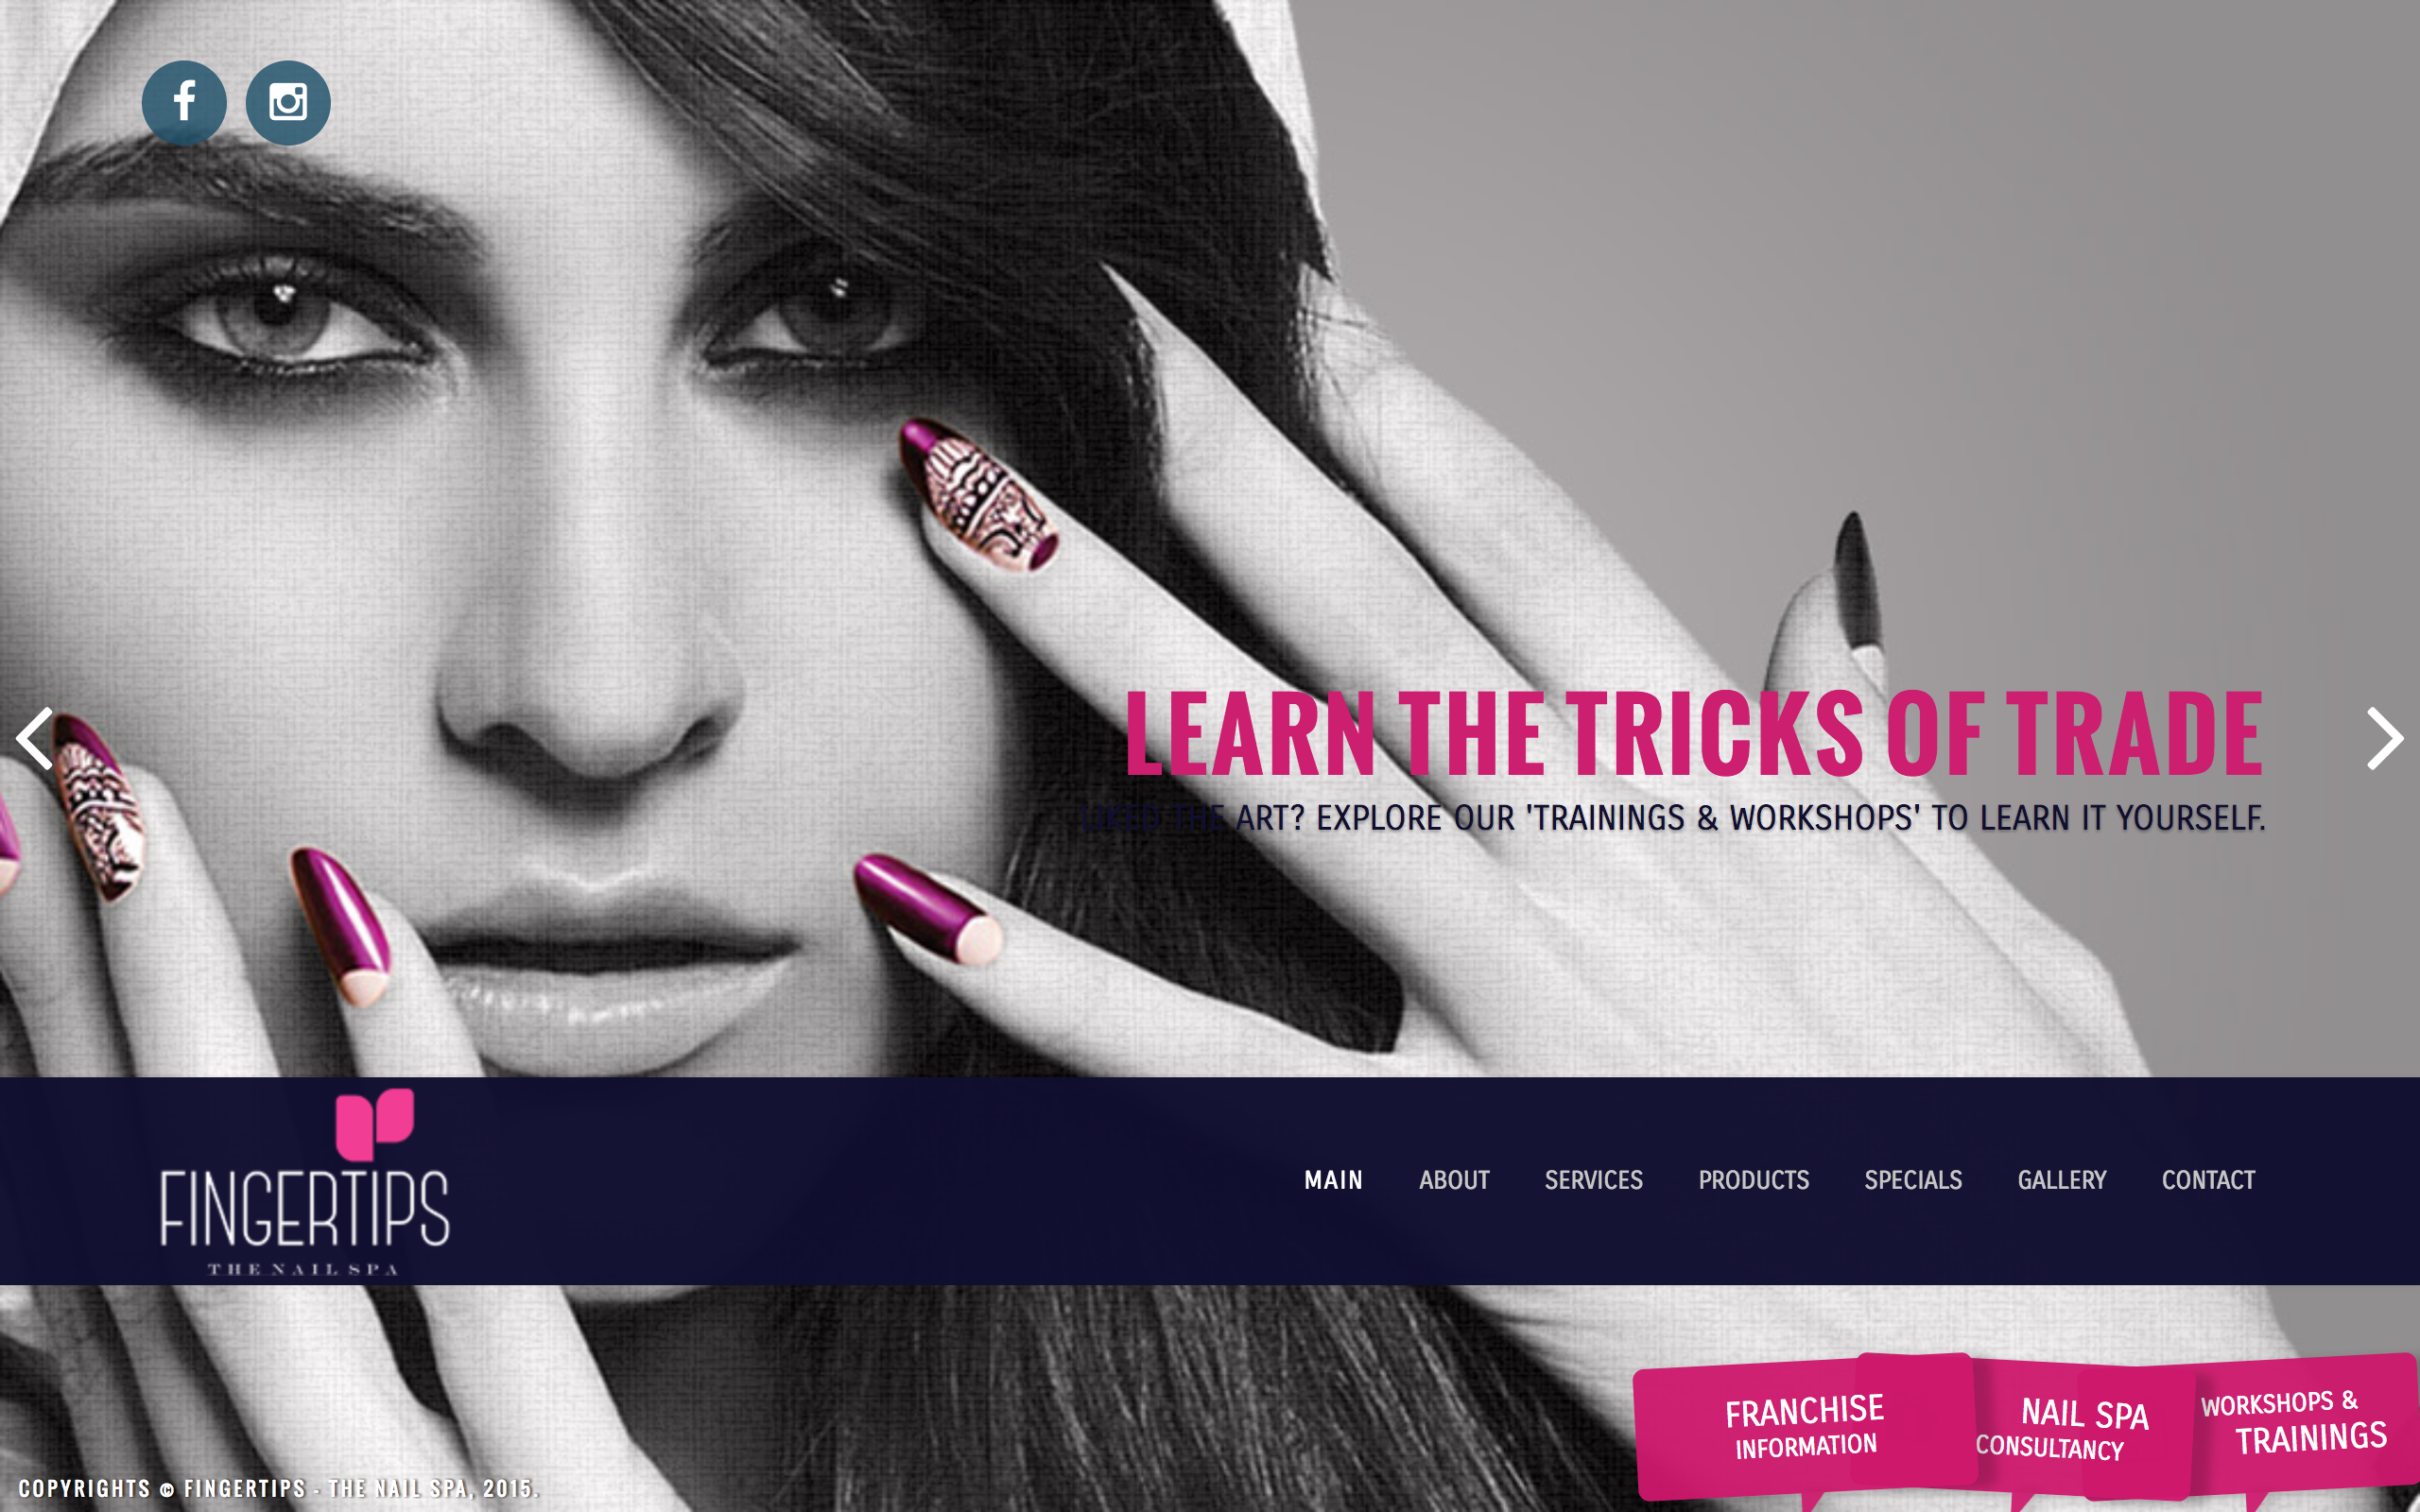 LEARN THE TRICKS OF TRADE
LIKED THE ART? EXPLORE OUR 'TRAININGS & WORKSHOPS' TO LEARN IT YOURSELF.
FINGERTIPS
THE NAIL SPA
MAIN ABOUT SERVICES PRODUCTS SPECIALS GALLERY CONTACT
FRANCHISE
INFORMATION
NAIL SPA
CONSULTANCY
WORKSHOPS &
TRAININGS
COPYRIGHTS © FINGERTIPS - THE NAIL SPA, 2015.